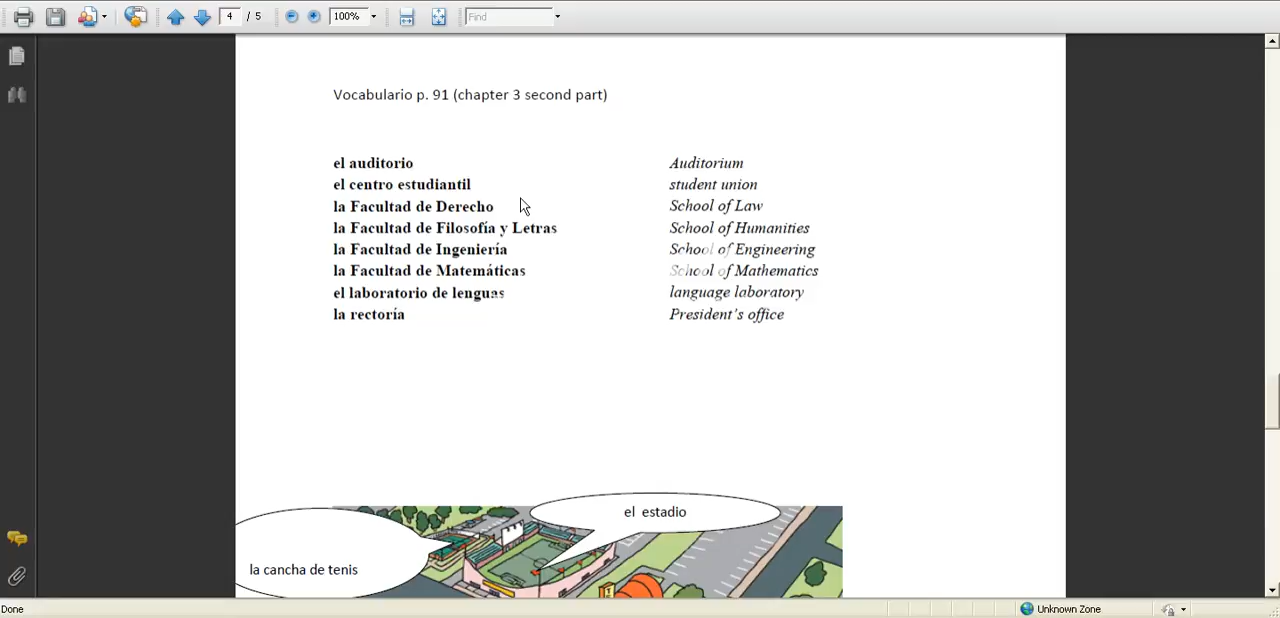 4 / 5 100% Find
Vocabulario p. 91 (chapter 3 second part)
el auditorio Auditorium
el centro estudiantil student union
la Facultad de Derecho School of Law
la Facultad de Filosofía y Letras School of Humanities
la Facultad de Ingeniería School of Engineering
la Facultad de Matemáticas School of Mathematics
el laboratorio de lenguas language laboratory
la rectoría President's office
el estadio
la cancha de tenis
Done Unknown Zone